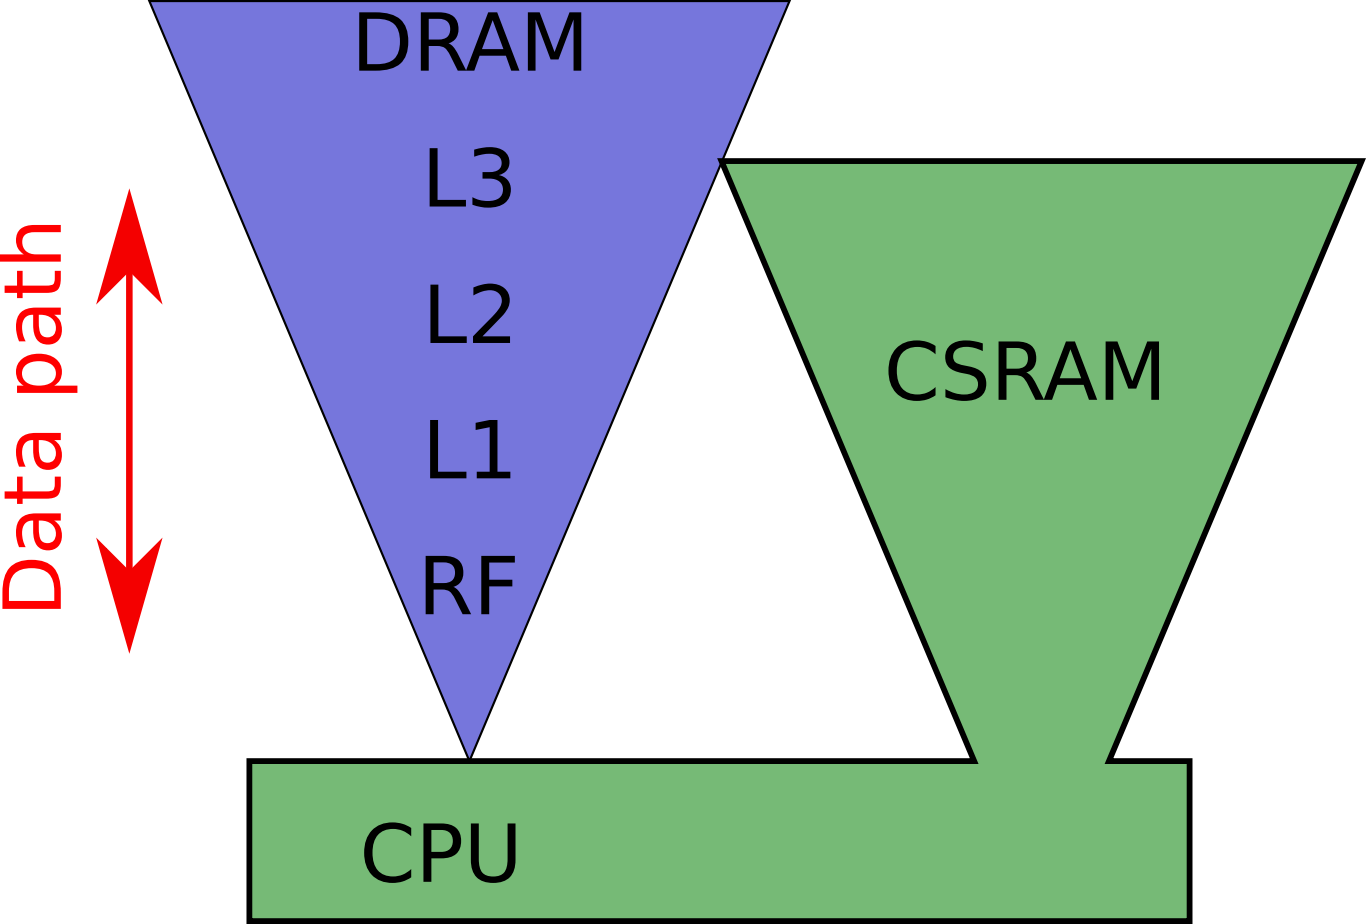 DRAM
L3
L2
L1
RF
Data path
CSRAM
CPU